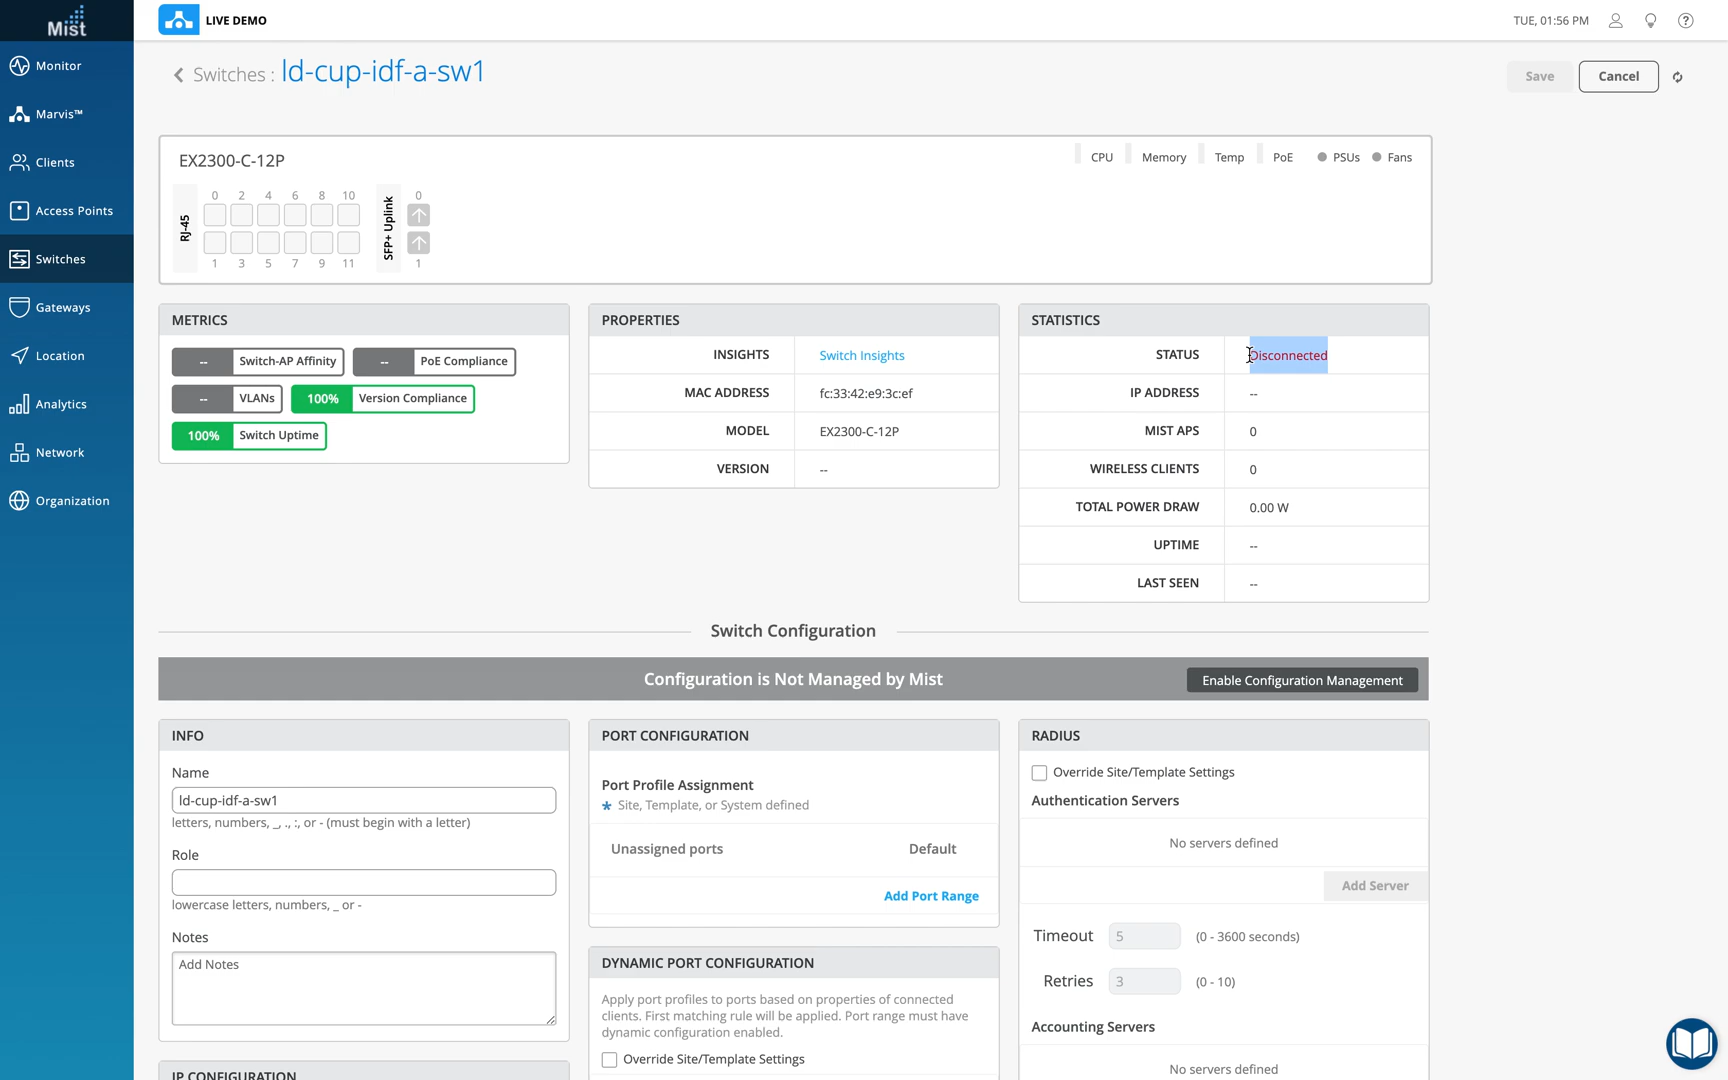 Mist
LIVE DEMO
TUE, 01:56 PM
Monitor
Marvis™
Clients
Access Points
Switches
Gateways
Location
Analytics
Network
Organization
Switches : ld-cup-idf-a-sw1
Save
Cancel
EX2300-C-12P
CPU
Memory
Temp
PoE
PSUs
Fans
RJ-45
0 2 4 6 8 10
1 3 5 7 9 11
SFP+ Uplink
0
1
METRICS
-- Switch-AP Affinity
-- PoE Compliance
-- VLANs
100% Version Compliance
100% Switch Uptime
PROPERTIES
INSIGHTS Switch Insights
MAC ADDRESS fc:33:42:e9:3c:ef
MODEL EX2300-C-12P
VERSION --
STATISTICS
STATUS Disconnected
IP ADDRESS --
MIST APS 0
WIRELESS CLIENTS 0
TOTAL POWER DRAW 0.00 W
UPTIME --
LAST SEEN --
Switch Configuration
Configuration is Not Managed by Mist
Enable Configuration Management
INFO
Name
ld-cup-idf-a-sw1
letters, numbers, _, ., :, or - (must begin with a letter)
Role
lowercase letters, numbers, _ or -
Notes
Add Notes
IP CONFIGURATION
PORT CONFIGURATION
Port Profile Assignment
* Site, Template, or System defined
Unassigned ports Default
Add Port Range
DYNAMIC PORT CONFIGURATION
Apply port profiles to ports based on properties of connected
clients. First matching rule will be applied. Port range must have
dynamic configuration enabled.
Override Site/Template Settings
RADIUS
Override Site/Template Settings
Authentication Servers
No servers defined
Add Server
Timeout 5 (0 - 3600 seconds)
Retries 3 (0 - 10)
Accounting Servers
No servers defined